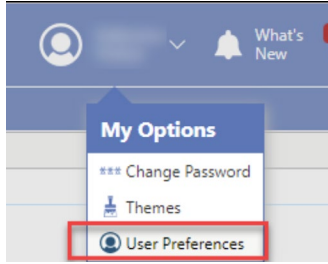 What's
New
My Options
*** Change Password
Themes
User Preferences